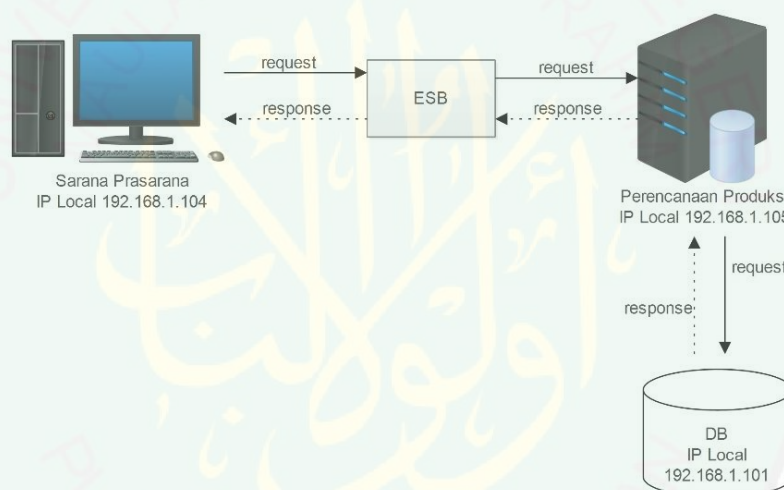 request
response
ESB
request
response
Sarana Prasarana
IP Local 192.168.1.104
Perencanaan Produks
IP Local 192.168.1.105
request
response
DB
IP Local
192.168.1.101